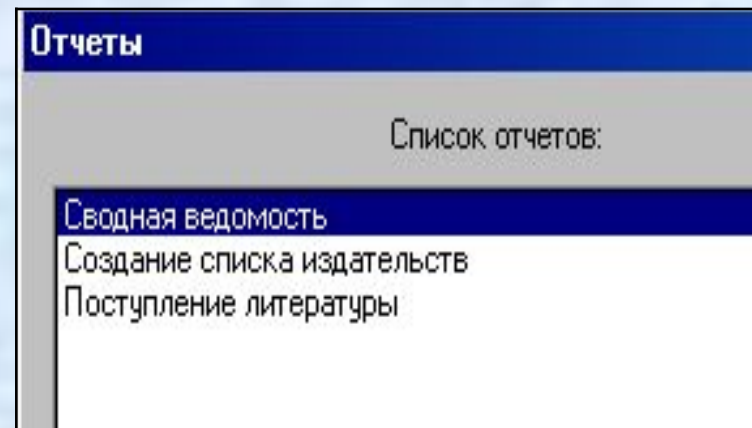 Отчеты
Список отчетов:
Сводная ведомость
Создание списка издательств
Поступление литературы